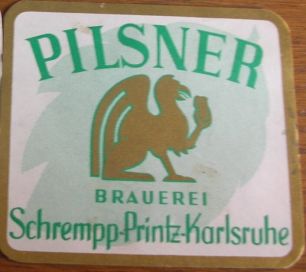 PILSNER
BRAUEREI
Schrempp-Printz-Karlsruhe